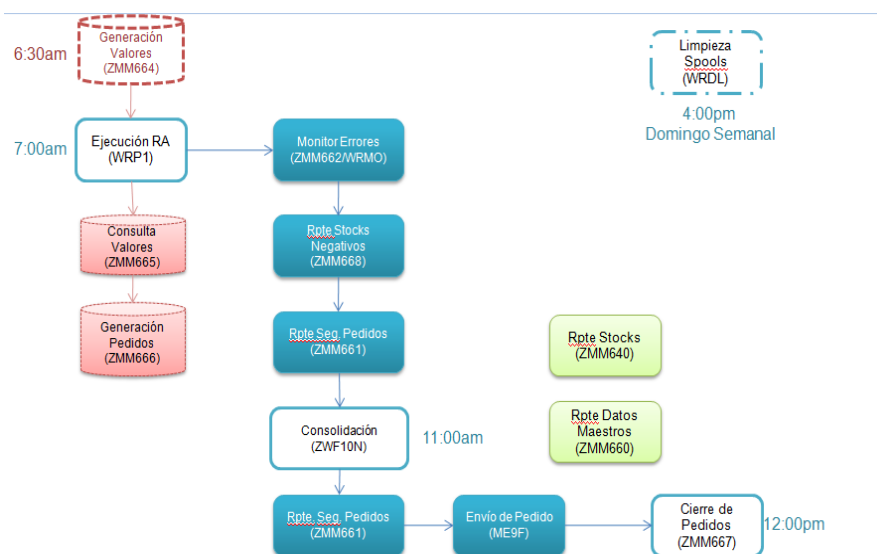 Generación
Valores
(ZMM664)
6:30am
Limpieza
Spools
(WRDL)
4:00pm
Domingo Semanal
7:00am
Ejecución RA
(WRP1)
Monitor Errores
(ZMM662/WRMO)
Consulta
Valores
(ZMM665)
Rpte Stocks
Negativos
(ZMM668)
Generación
Pedidos
(ZMM666)
Rpte Seg. Pedidos
(ZMM661)
Rpte Stocks
(ZMM640)
Consolidación
(ZWF10N)
11:00am
Rpte Datos
Maestros
(ZMM660)
Rpte. Seg. Pedidos
(ZMM661)
Envío de Pedido
(ME9F)
Cierre de
Pedidos
(ZMM667)
12:00pm